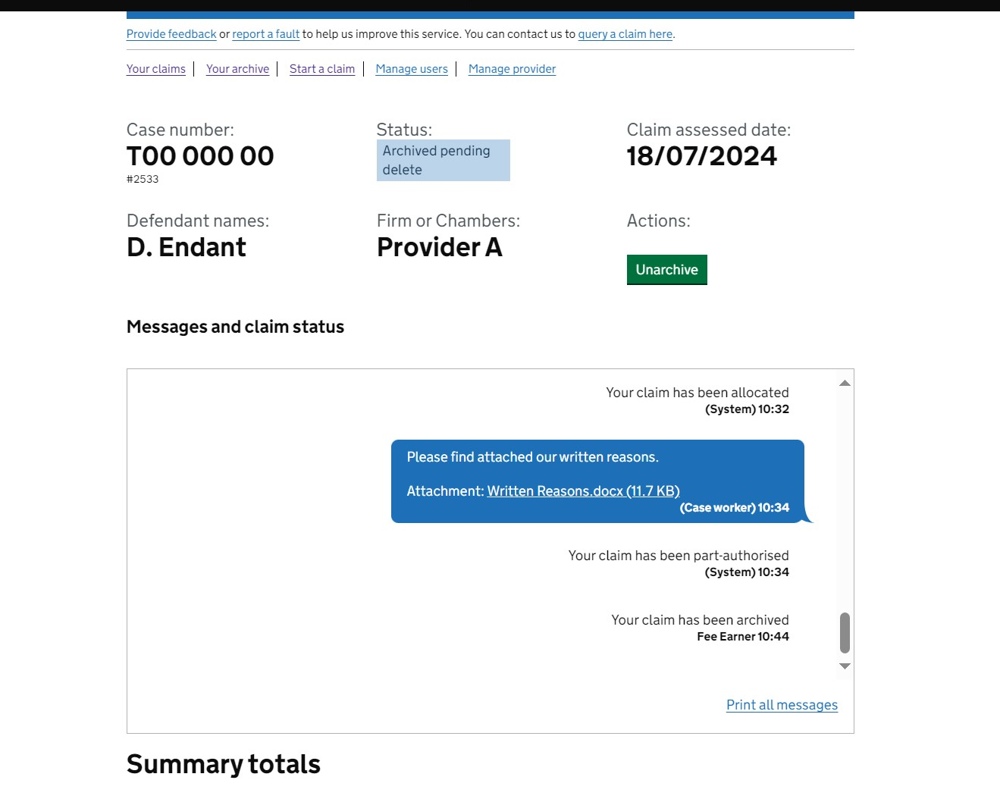 Provide feedback or report a fault to help us improve this service. You can contact us to query a claim here.
Your claims Your archive Start a claim Manage users Manage provider
Case number:
T00 000 00
#2533
Status:
Archived pending
delete
Claim assessed date:
18/07/2024
Defendant names:
D. Endant
Firm or Chambers:
Provider A
Actions:
Unarchive
Messages and claim status
Your claim has been allocated
(System) 10:32
Please find attached our written reasons.
Attachment: Written Reasons.docx (11.7 KB)
(Case worker) 10:34
Your claim has been part-authorised
(System) 10:34
Your claim has been archived
Fee Earner 10:44
Print all messages
Summary totals